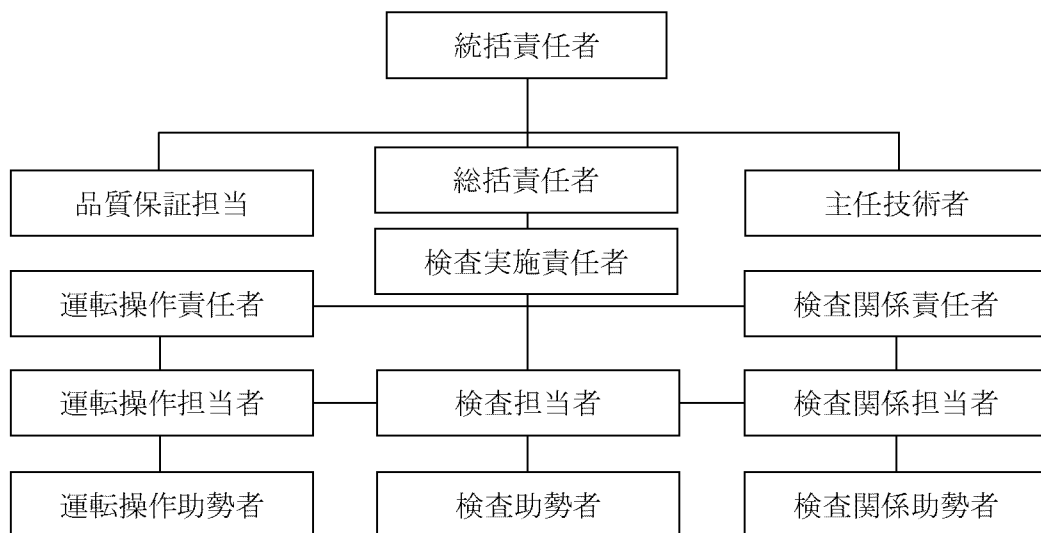 統括責任者
品質保証担当
総括責任者
主任技術者
検査実施責任者
運転操作責任者
検査関係責任者
運転操作担当者
検査担当者
検査関係担当者
運転操作助勢者
検査助勢者
検査関係助勢者